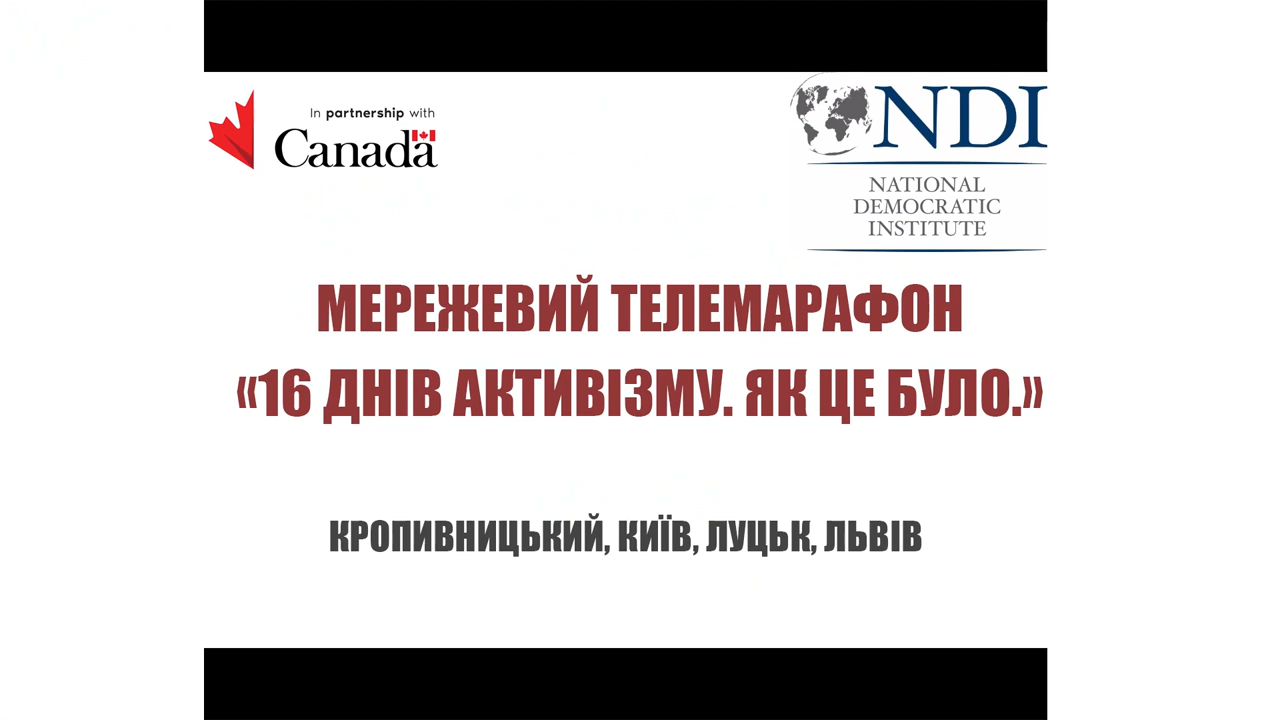 In partnership with
Canada
NDI
NATIONAL
DEMOCRATIC
INSTITUTE
МЕРЕЖЕВИЙ ТЕЛЕМАРАФОН
«16 ДНІВ АКТИВІЗМУ. ЯК ЦЕ БУЛО.»
КРОПИВНИЦЬКИЙ, КИЇВ, ЛУЦЬК, ЛЬВІВ